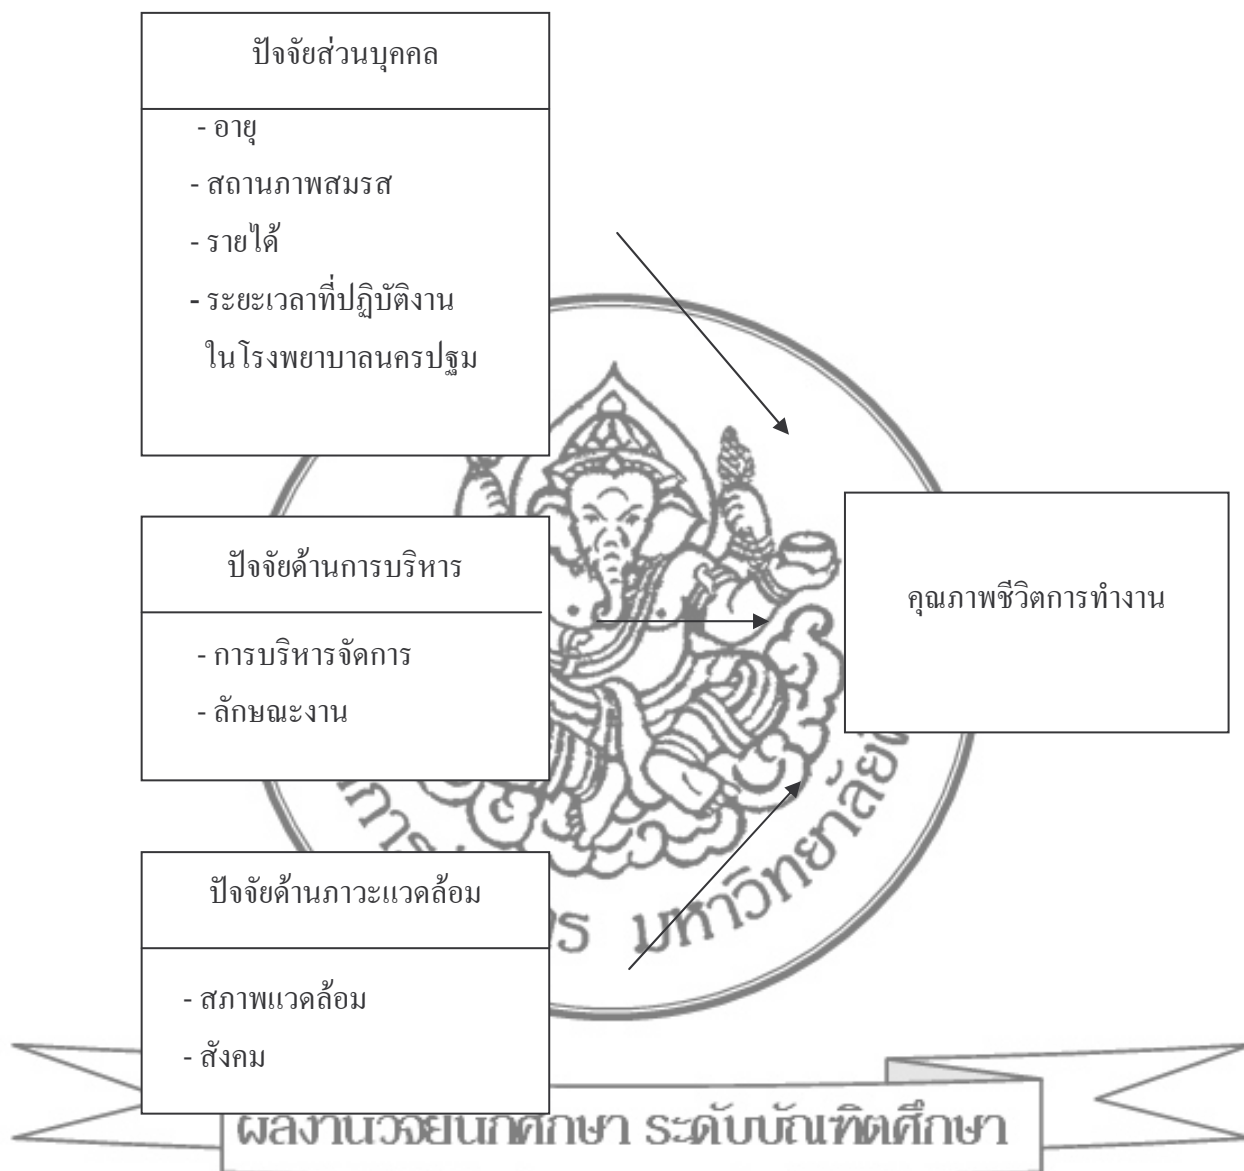 ปัจจัยส่วนบุคคล
- อายุ
- สถานภาพสมรส
- รายได้
- ระยะเวลาที่ปฏิบัติงาน
ในโรงพยาบาลนครปฐม
ปัจจัยด้านการบริหาร
- การบริหารจัดการ
- ลักษณะงาน
คุณภาพชีวิตการทำงาน
ปัจจัยด้านภาวะแวดล้อม
- สภาพแวดล้อม
- สังคม
มหาวิทยาลัย
ผลงานวิจัยนักศึกษา ระดับบัณฑิตศึกษา